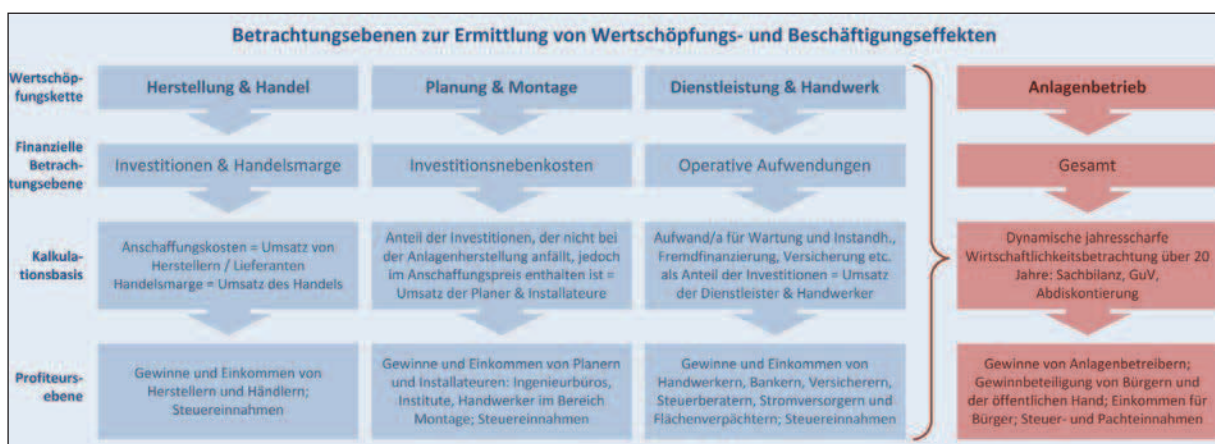 Betrachtungsebenen zur Ermittlung von Wertschöpfungs- und Beschäftigungseffekten
Wertschöp-
fungskette
Herstellung & Handel
Planung & Montage
Dienstleistung & Handwerk
Anlagenbetrieb
Finanzielle
Betrach-
tungsebene
Investitionen & Handelsmarge
Investitionsnebenkosten
Operative Aufwendungen
Gesamt
Kalkula-
tionsbasis
Anschaffungskosten = Umsatz von
Herstellern / Lieferanten
Handelsmarge = Umsatz des Handels
Anteil der Investitionen, der nicht bei
der Anlagenherstellung anfällt, jedoch
im Anschaffungspreis enthalten ist =
Umsatz der Planer & Installateure
Aufwand/a für Wartung und Instandh.,
Fremdfinanzierung, Versicherung etc.
als Anteil der Investitionen = Umsatz
der Dienstleister & Handwerker
Dynamische jahresscharfe
Wirtschaftlichkeitsbetrachtung über 20
Jahre: Sachbilanz, GuV,
Abdiskontierung
Profiteurs-
ebene
Gewinne und Einkommen von
Herstellern und Händlern;
Steuereinnahmen
Gewinne und Einkommen von Planern
und Installateuren: Ingenieurbüros,
Institute, Handwerker im Bereich
Montage; Steuereinnahmen
Gewinne und Einkommen von
Handwerkern, Bankern, Versicherern,
Steuerberatern, Stromversorgern und
Flächenverpächtern; Steuereinnahmen
Gewinne von Anlagenbetreibern;
Gewinnbeteiligung von Bürgern und
der öffentlichen Hand; Einkommen für
Bürger; Steuer- und Pachteinnahmen